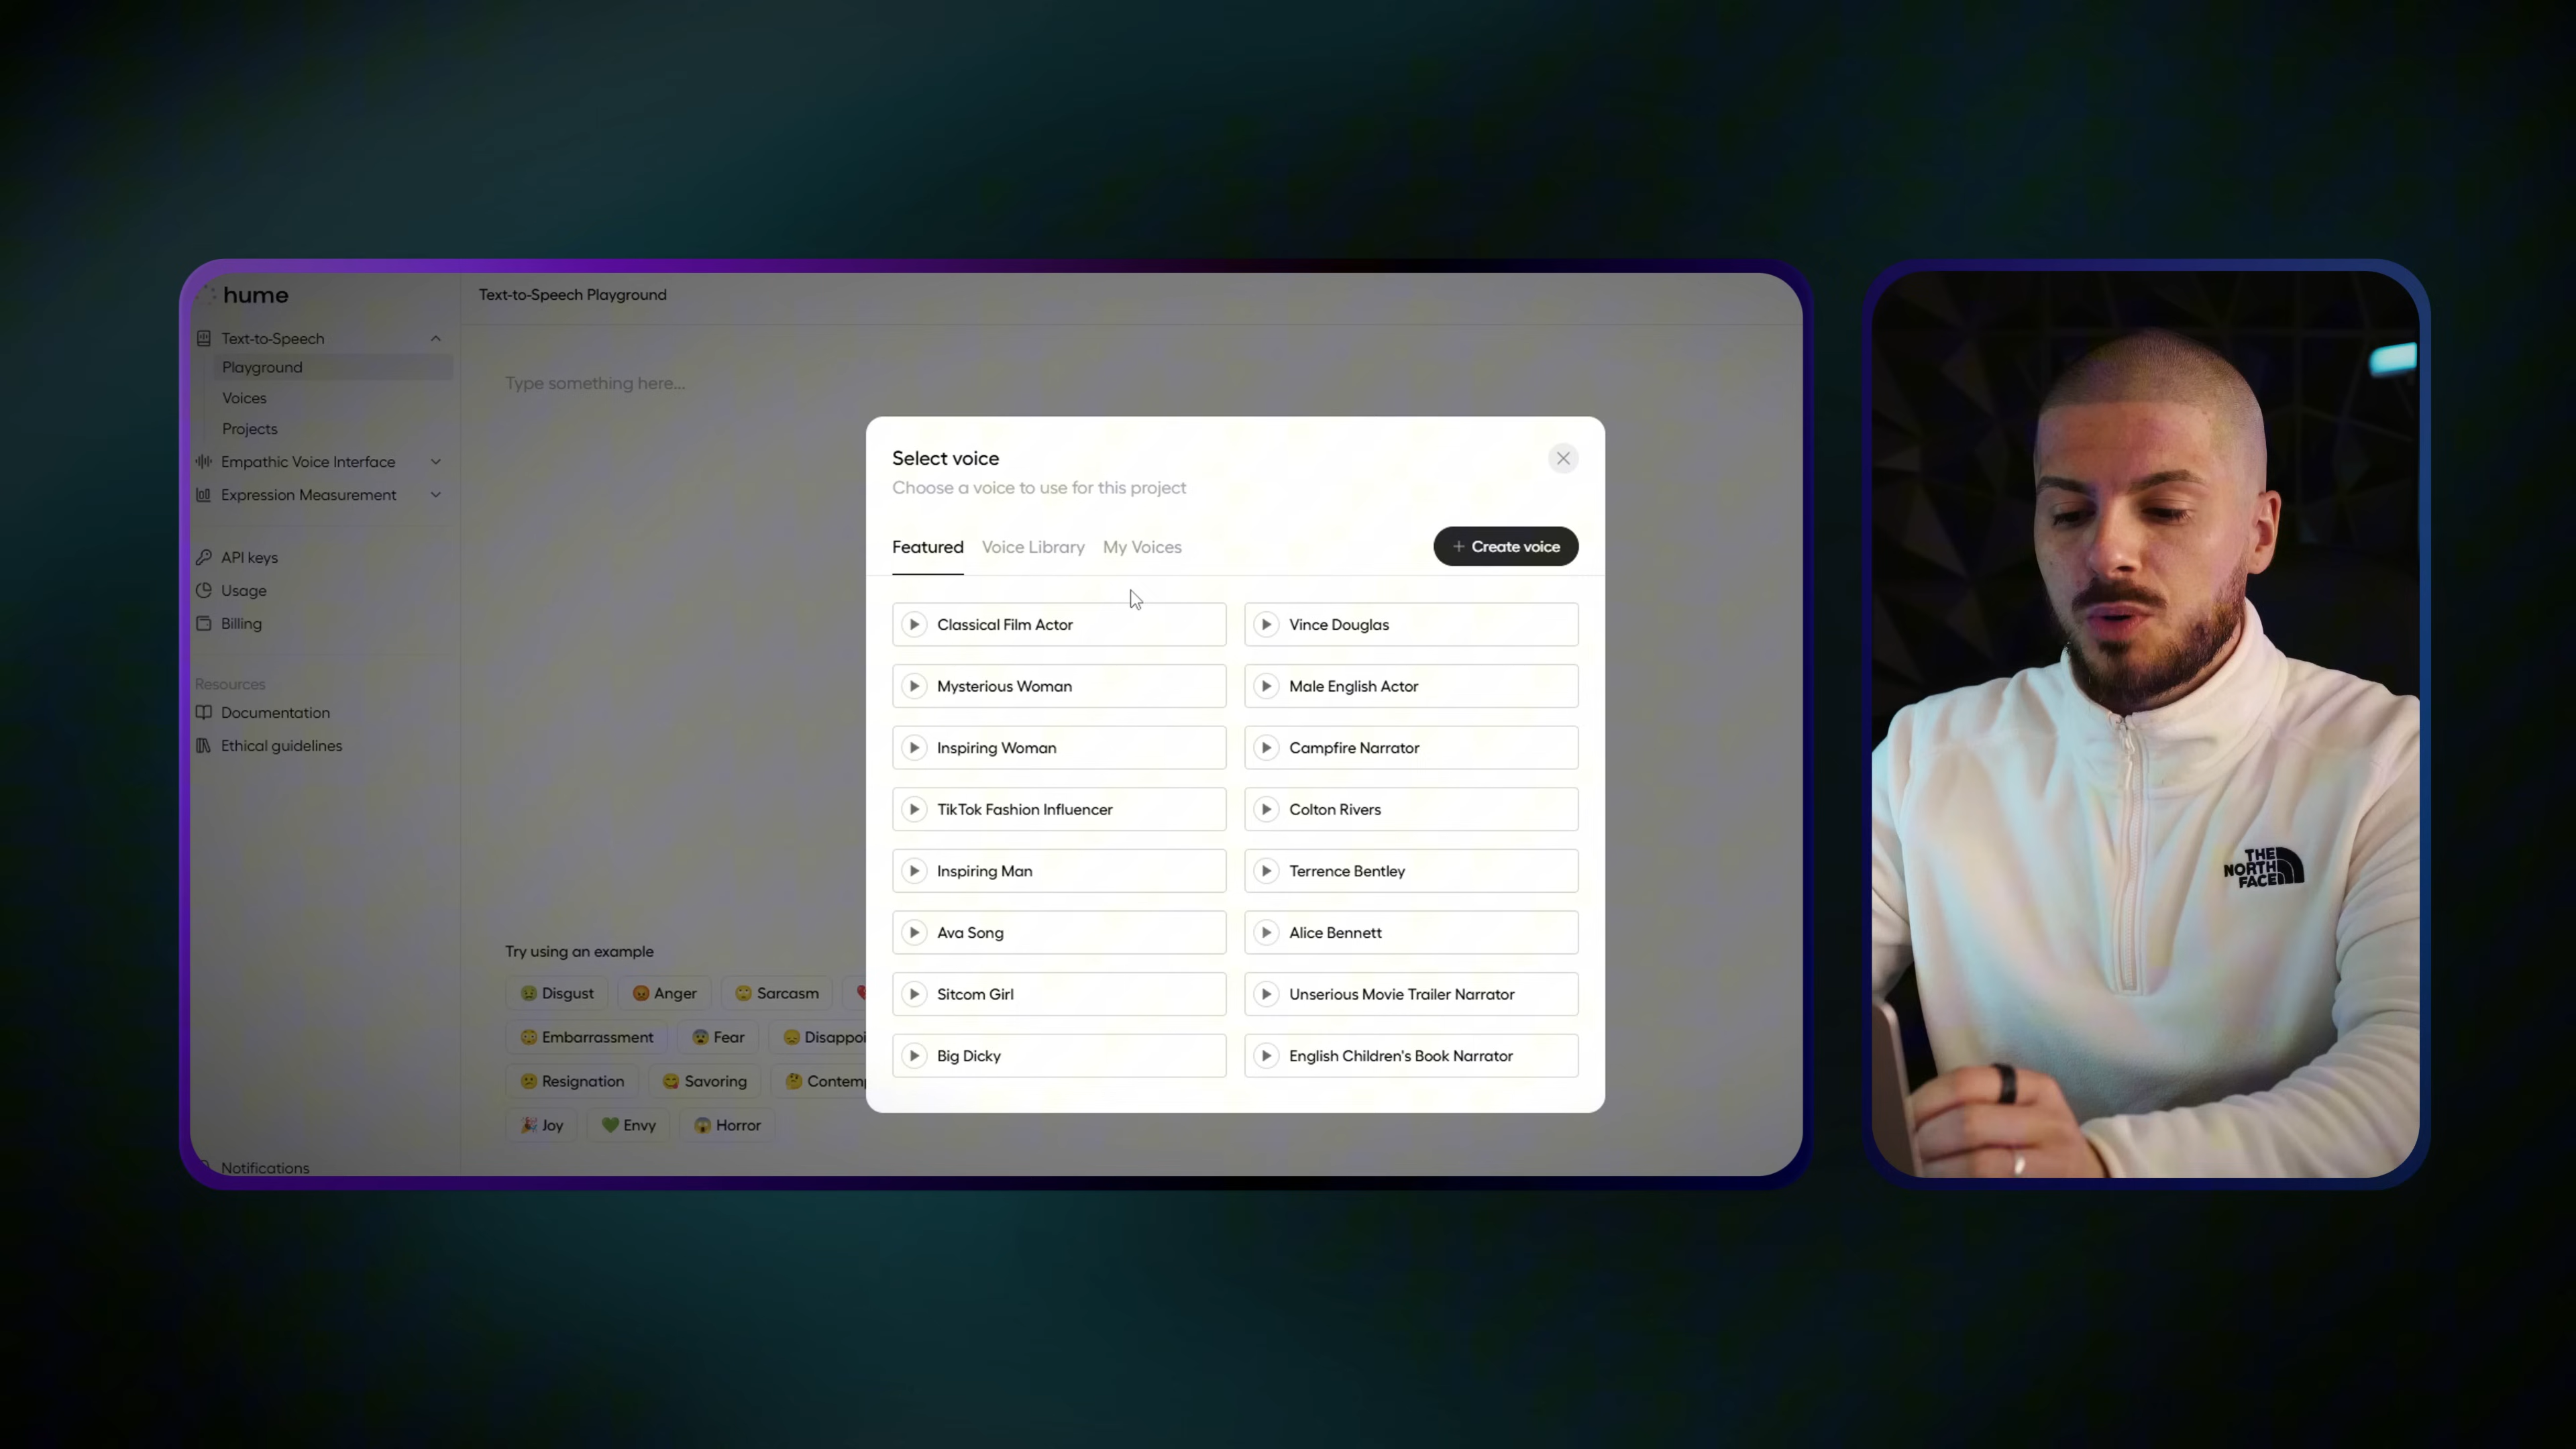 hume
Text-to-Speech
Playground
Voices
Projects
Empathic Voice Interface
Expression Measurement
API keys
Usage
Billing
Resources
Documentation
Ethical guidelines
Notifications
Text-to-Speech Playground
Type something here...
Try using an example
Disgust
Anger
Sarcasm
Embarrassment
Fear
Disappoi
Resignation
Savoring
Contemp
Joy
Envy
Horror
Select voice
Choose a voice to use for this project
Featured
Voice Library
My Voices
+ Create voice
Classical Film Actor
Vince Douglas
Mysterious Woman
Male English Actor
Inspiring Woman
Campfire Narrator
TikTok Fashion Influencer
Colton Rivers
Inspiring Man
Terrence Bentley
Ava Song
Alice Bennett
Sitcom Girl
Unserious Movie Trailer Narrator
Big Dicky
English Children's Book Narrator
THE
NORTH
FACE